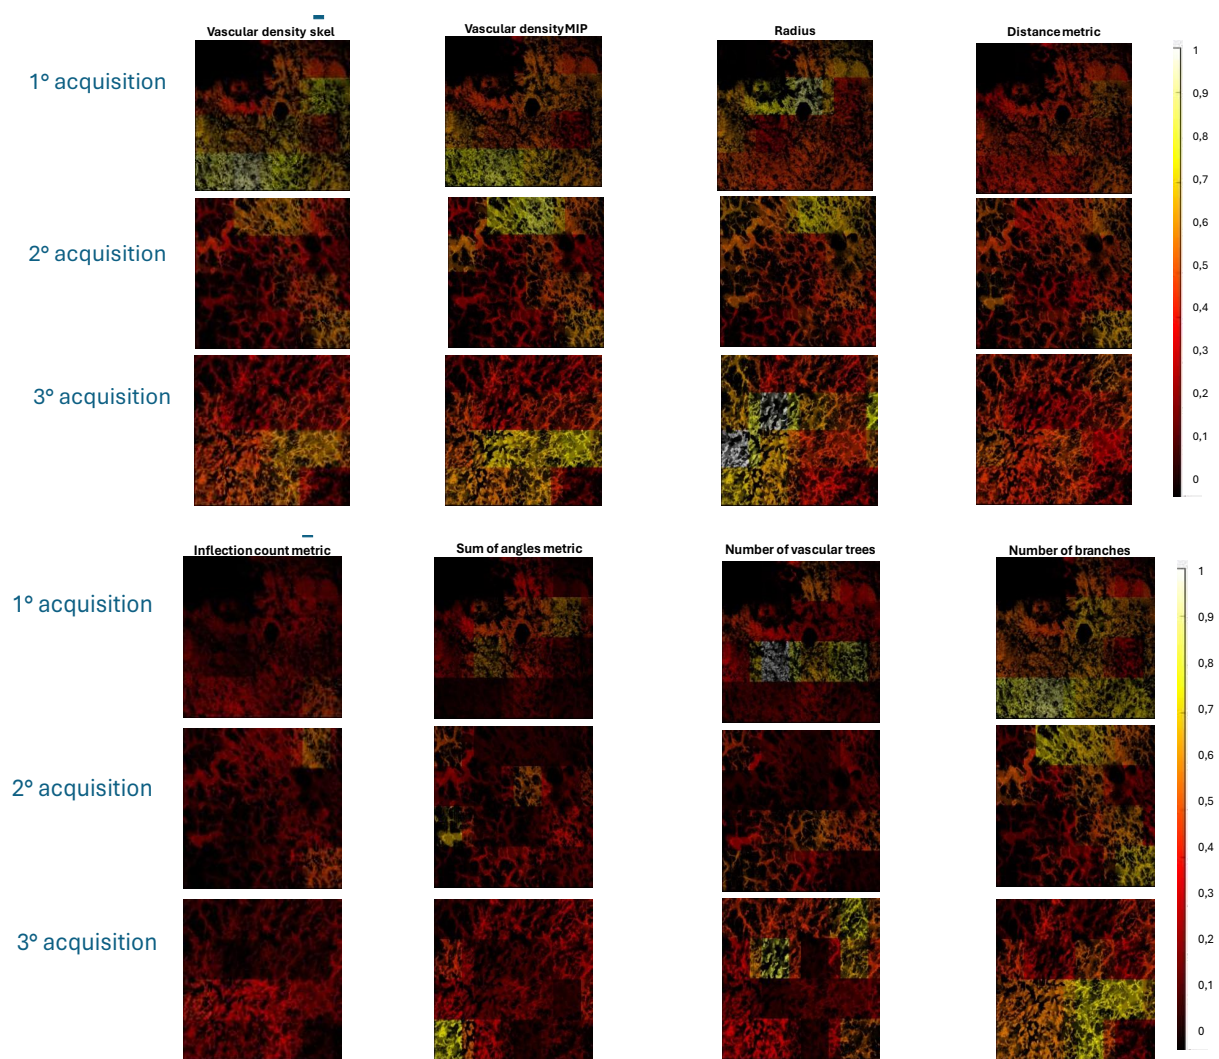 Vascular density skel
Vascular density MIP
Radius
Distance metric
1° acquisition
2° acquisition
3° acquisition
1
0,9
0,8
0,7
0,6
0,5
0,4
0,3
0,2
0,1
0
Inflection count metric
Sum of angles metric
Number of vascular trees
Number of branches
1° acquisition
2° acquisition
3° acquisition
1
0,9
0,8
0,7
0,6
0,5
0,4
0,3
0,2
0,1
0